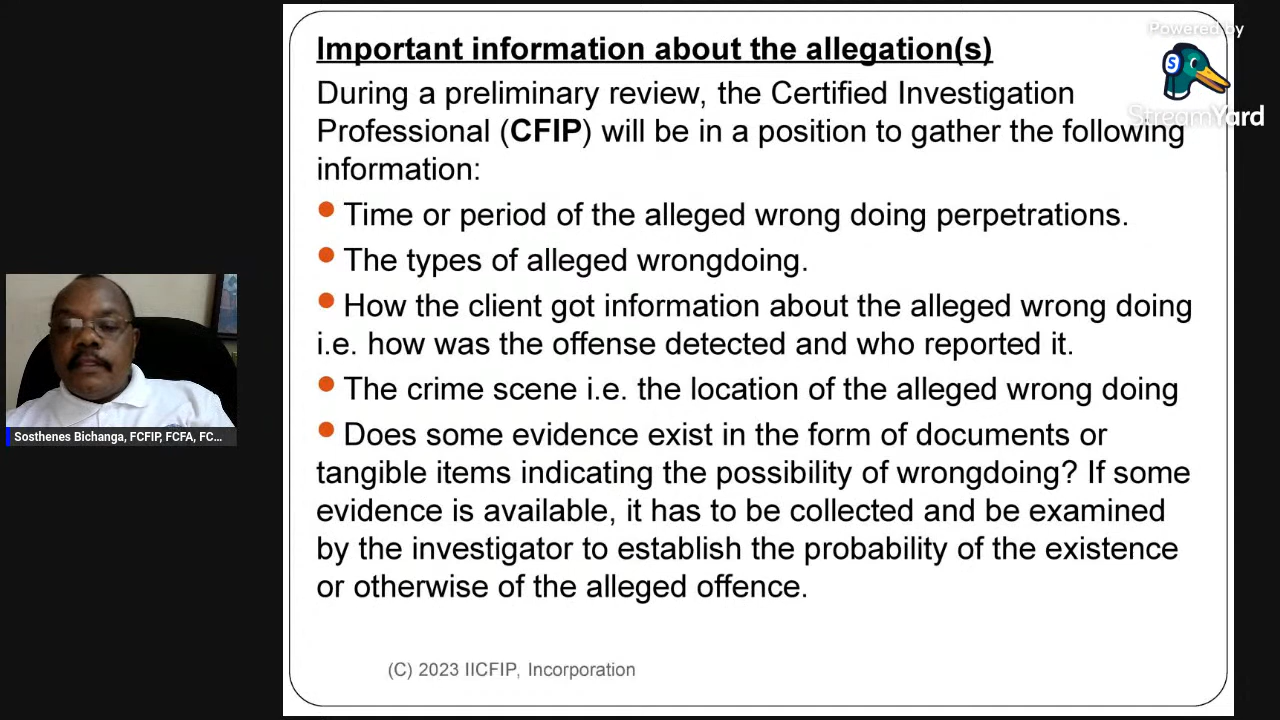 Important information about the allegation(s)
During a preliminary review, the Certified Investigation
Professional (CFIP) will be in a position to gather the following
information:
Time or period of the alleged wrong doing perpetrations.
The types of alleged wrongdoing.
How the client got information about the alleged wrong doing
i.e. how was the offense detected and who reported it.
The crime scene i.e. the location of the alleged wrong doing
Does some evidence exist in the form of documents or
tangible items indicating the possibility of wrongdoing? If some
evidence is available, it has to be collected and be examined
by the investigator to establish the probability of the existence
or otherwise of the alleged offence.
(C) 2023 IICFIP, Incorporation
Powered by
S
StreamYard
Sosthenes Bichanga, FCFIP, FCFA, FC...